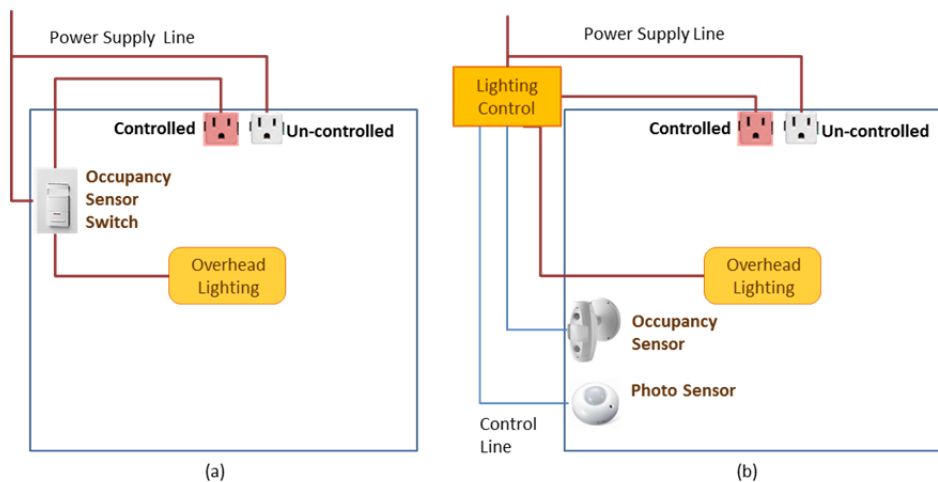 Power Supply Line
Controlled
Un-controlled
Occupancy
Sensor
Switch
Overhead
Lighting
(a)
Power Supply Line
Lighting
Control
Controlled
Un-controlled
Overhead
Lighting
Occupancy
Sensor
Photo Sensor
Control
Line
(b)